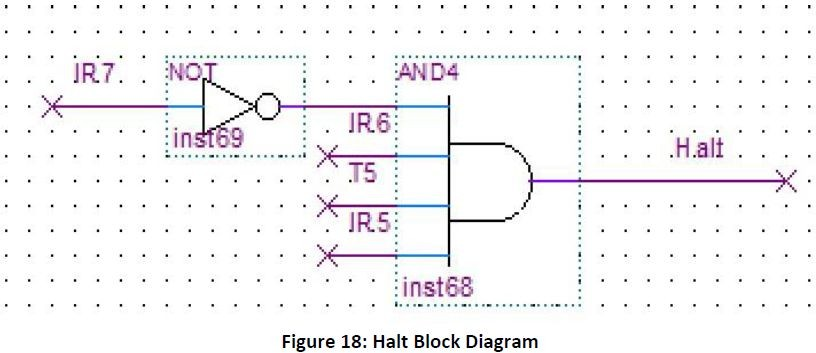 IR7
NOT
inst69
AND4
IR6
T5
IR5
inst68
Halt
Figure 18: Halt Block Diagram